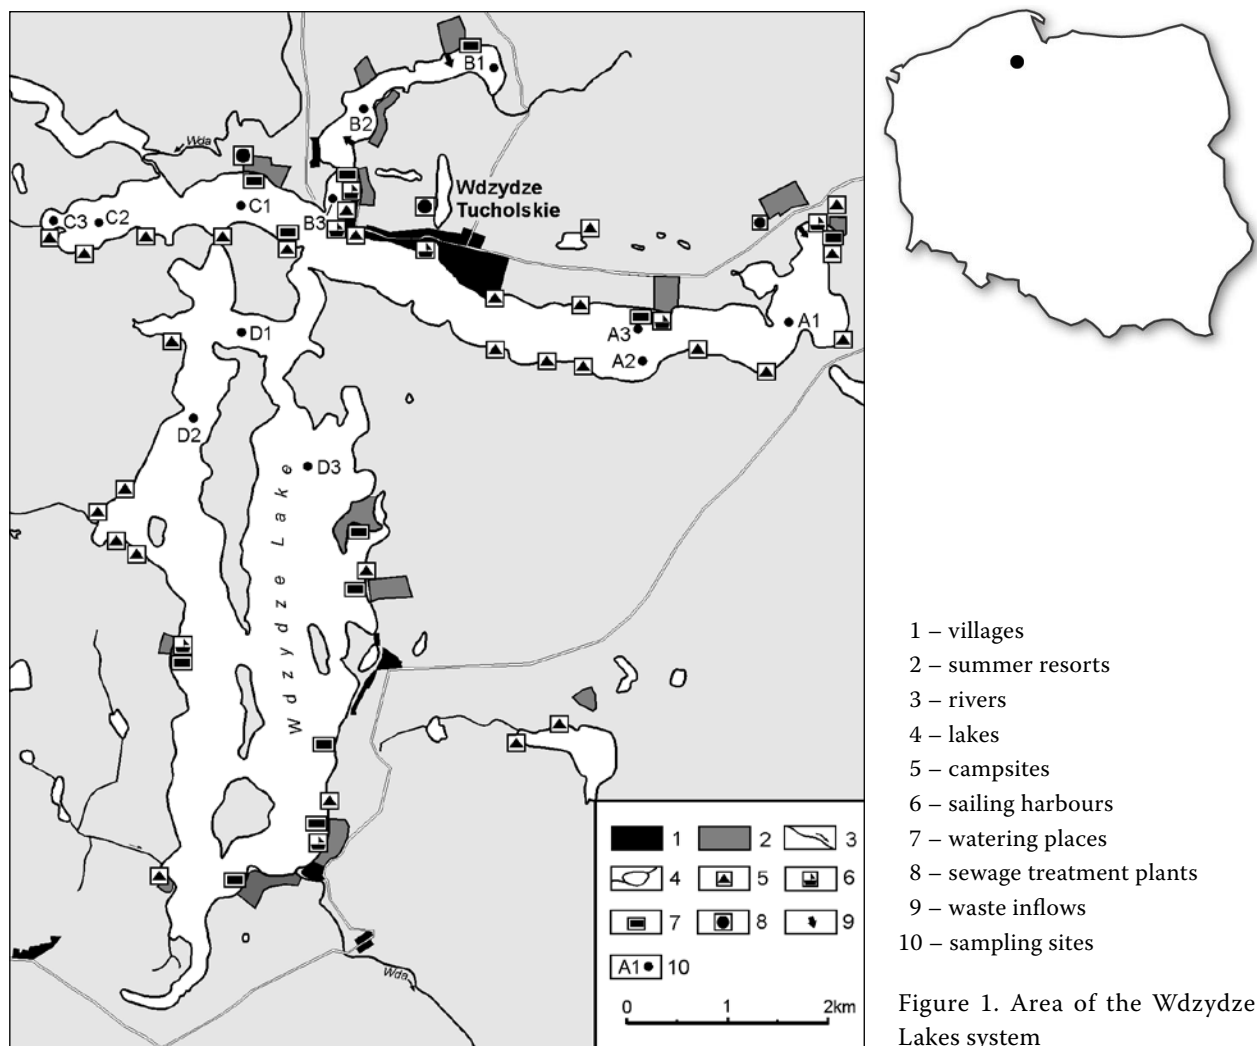 B1
B2
Wda
Wdzydze
Tucholskie
C1
B3
C3
C2
A1
A3
A2
D1
D2
D3
Wdzydze Lake
Wda
1
2
3
4
5
6
7
8
9
A1
10
0
1
2km
1 – villages
2 – summer resorts
3 – rivers
4 – lakes
5 – campsites
6 – sailing harbours
7 – watering places
8 – sewage treatment plants
9 – waste inflows
10 – sampling sites
Figure 1. Area of the Wdzydze
Lakes system